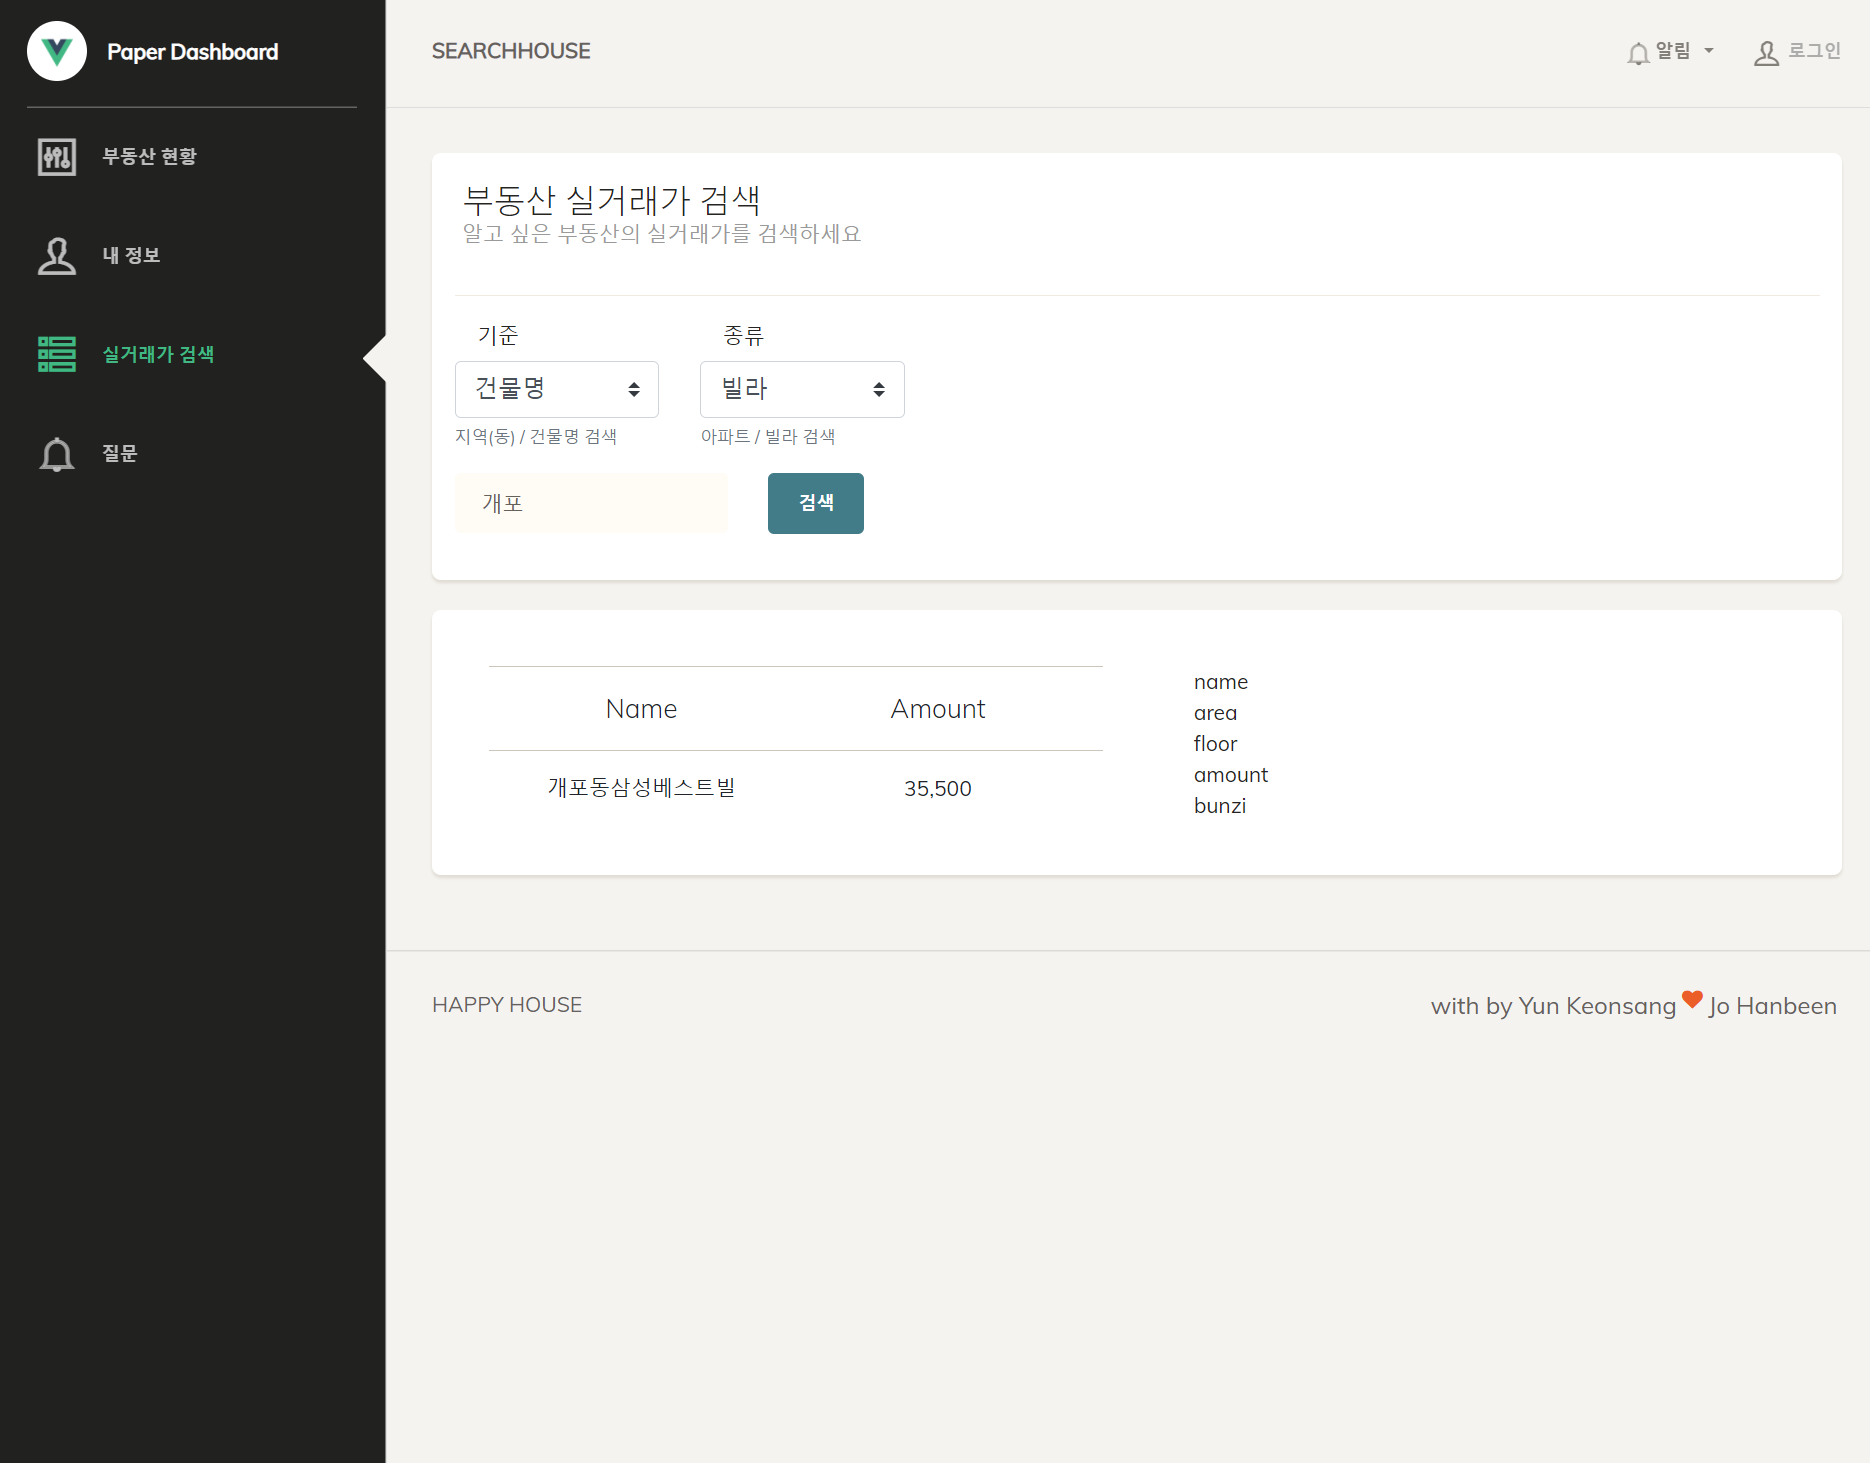 Paper Dashboard
부동산 현황
내 정보
실거래가 검색
질문
SEARCHHOUSE
알림
로그인
부동산 실거래가 검색
알고 싶은 부동산의 실거래가를 검색하세요
기준 종류
건물명 빌라
지역(동) / 건물명 검색 아파트 / 빌라 검색
개포 검색
Name Amount
개포동삼성베스트빌 35,500
name
area
floor
amount
bunzi
HAPPY HOUSE
with by Yun Keonsang Jo Hanbeen